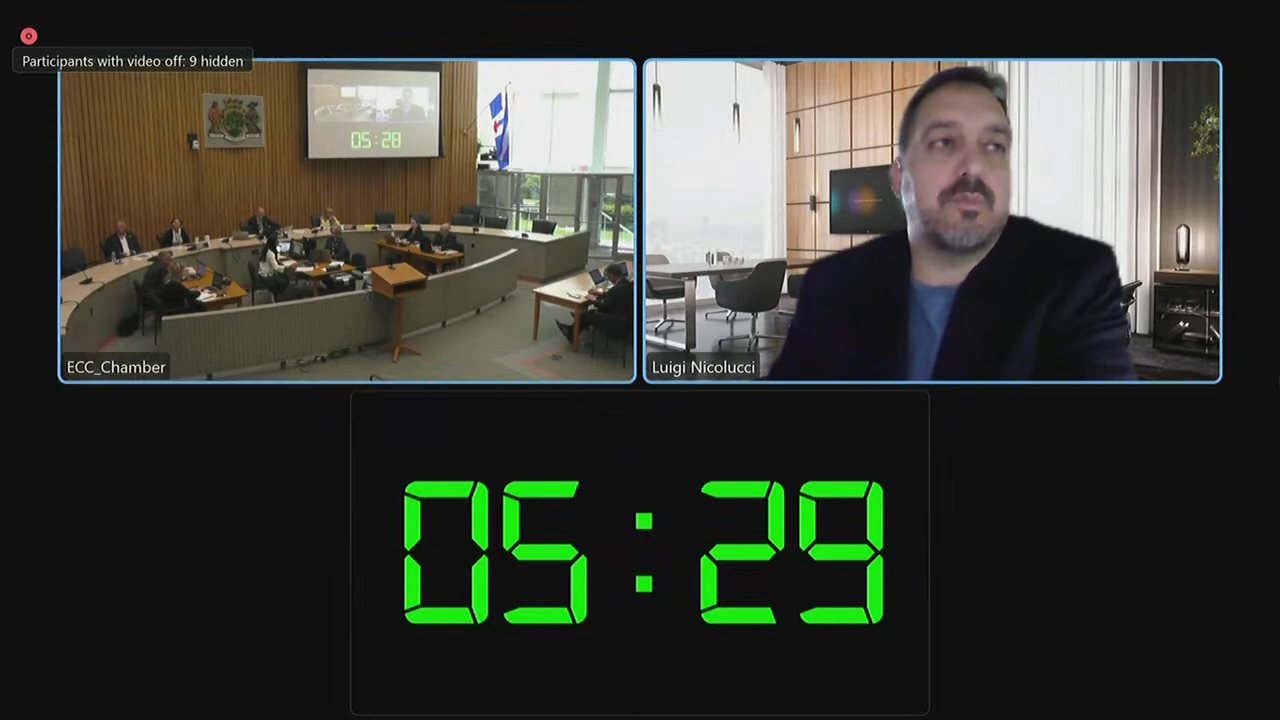 Participants with video off: 9 hidden
05:28
ECC_Chamber
Luigi Nicolucci
05:29